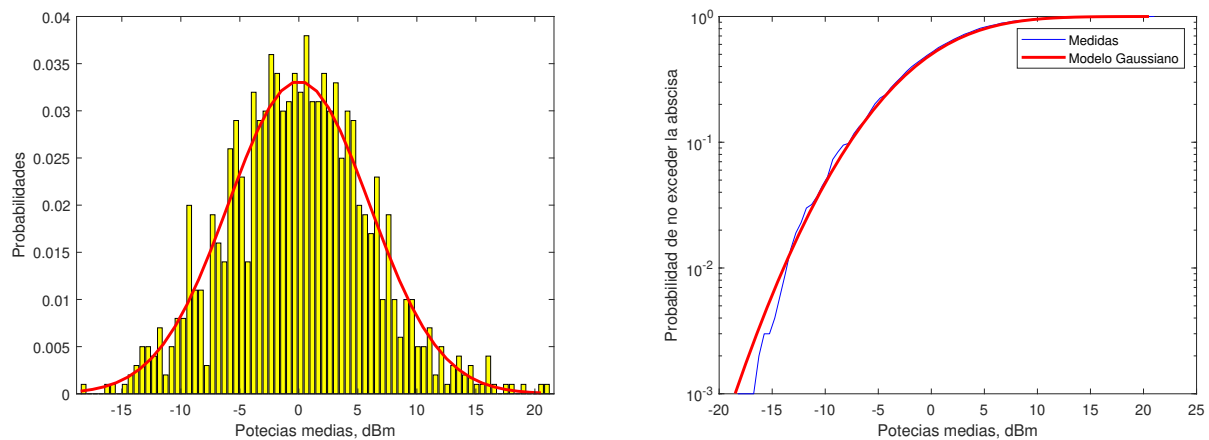 0.04
0.035
0.03
0.025
0.02
0.015
0.01
0.005
0
Probabilidades
-15 -10 -5 0 5 10 15 20
Potecias medias, dBm
10^0
10^-1
10^-2
10^-3
Probabilidad de no exceder la abscisa
Medidas
Modelo Gaussiano
-20 -15 -10 -5 0 5 10 15 20 25
Potecias medias, dBm